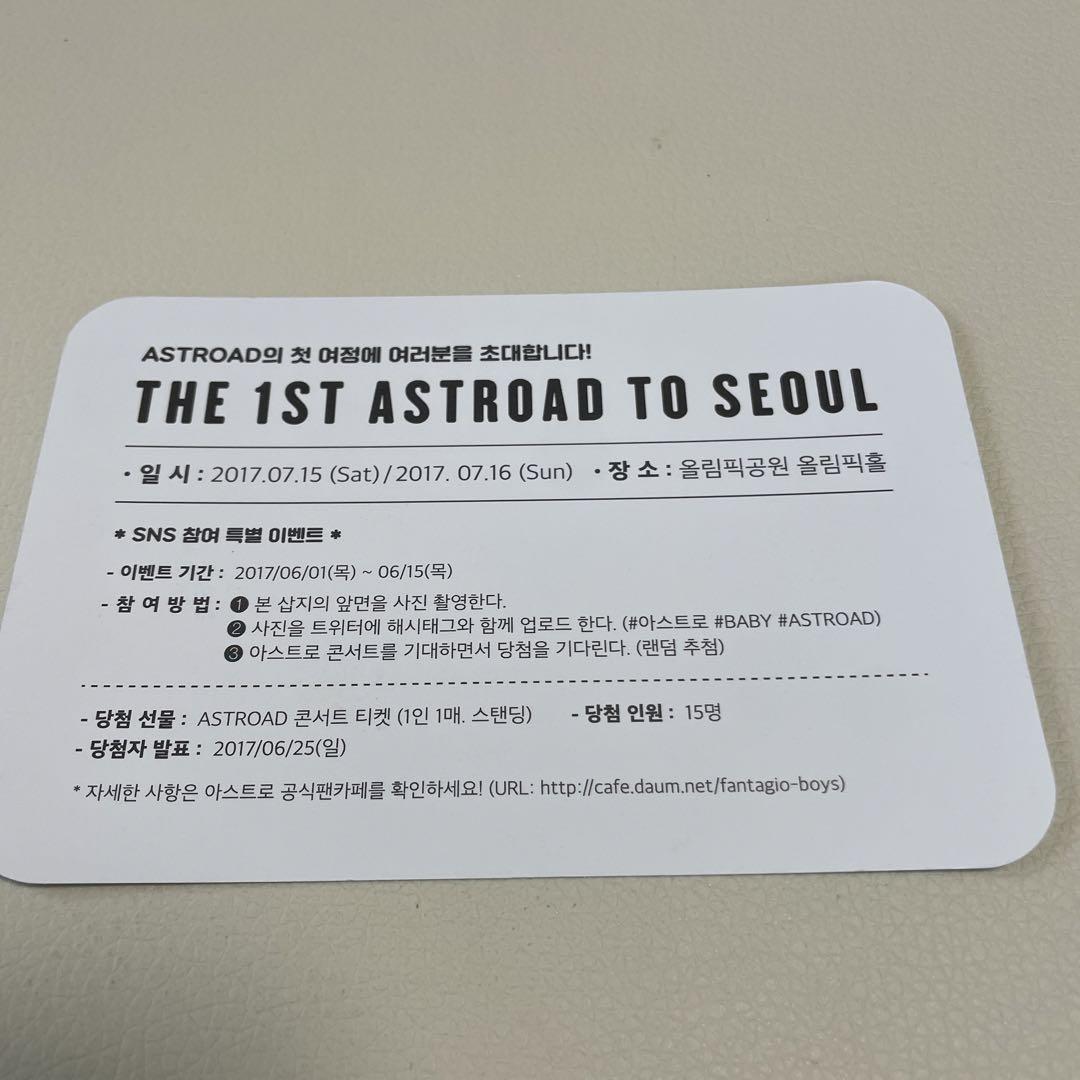 ASTROAD의 첫 여정에 여러분을 초대합니다!
THE 1ST ASTROAD TO SEOUL
• 일 시 : 2017.07.15 (Sat) / 2017. 07.16 (Sun) • 장 소 : 올림픽공원 올림픽홀
* SNS 참여 특별 이벤트 *
- 이벤트 기간 : 2017/06/01(목) ~ 06/15(목)
- 참 여 방 법 : ❶ 본 삽지의 앞면을 사진 촬영한다.
❷ 사진을 트위터에 해시태그와 함께 업로드 한다. (#아스트로 #BABY #ASTROAD)
❸ 아스트로 콘서트를 기대하면서 당첨을 기다린다. (랜덤 추첨)
- 당첨 선물 : ASTROAD 콘서트 티켓 (1인 1매. 스탠딩) - 당첨 인원 : 15명
- 당첨자 발표 : 2017/06/25(일)
* 자세한 사항은 아스트로 공식팬카페를 확인하세요! (URL: http://cafe.daum.net/fantagio-boys)